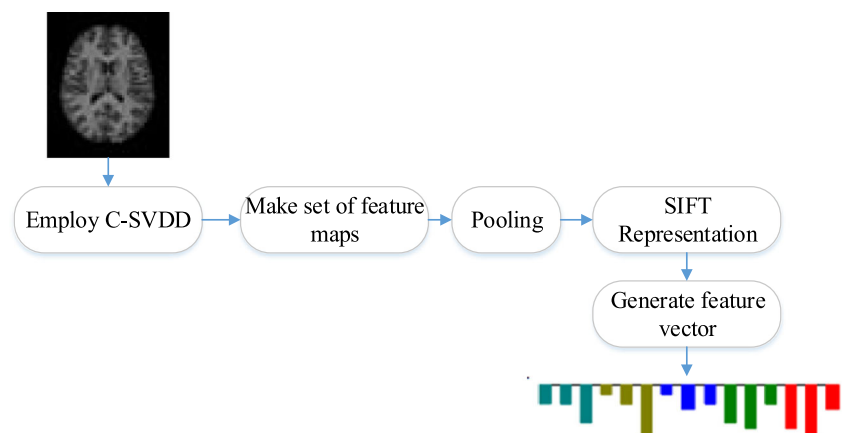 Employ C-SVDD
Make set of feature
maps
Pooling
SIFT
Representation
Generate feature
vector